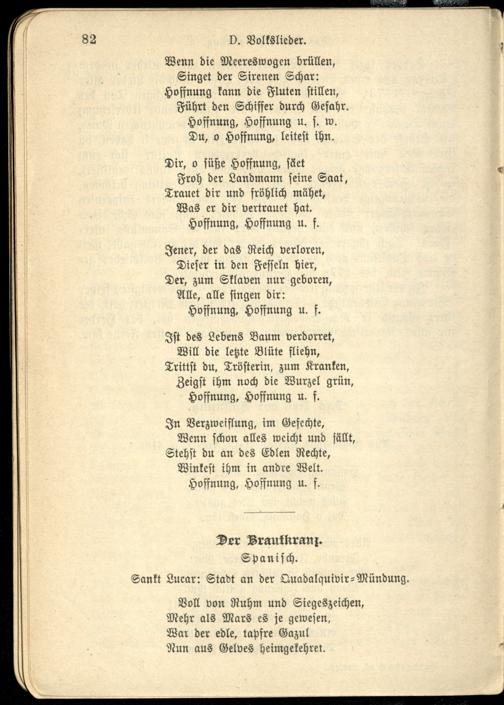 82
D. Volkslieder.
Wenn die Meereswogen brüllen,
Singet der Sirenen Schar:
Hoffnung kann die Fluten stillen,
Führt den Schiffer durch Gefahr.
Hoffnung, Hoffnung u. s. w.
Du, o Hoffnung, leitest ihn.
Dir, o süße Hoffnung, säet
Froh der Landmann seine Saat,
Trauet dir und fröhlich mähet,
Was er dir vertrauet hat.
Hoffnung, Hoffnung u. s.
Jener, der das Reich verloren,
Dieser in den Fesseln hier,
Der, zum Sklaven nur geboren,
Alle, alle singen dir:
Hoffnung, Hoffnung u. s.
Ist des Lebens Baum verdorret,
Will die letzte Blüte fliehn,
Trittst du, Trösterin, zum Kranken,
Zeigst ihm noch die Wurzel grün,
Hoffnung, Hoffnung u. s.
In Verzweiflung, im Gefechte,
Wenn schon alles weicht und fällt,
Stehst du an des Edlen Rechte,
Winkest ihm in andre Welt.
Hoffnung, Hoffnung u. s.
Der Brautkranz.
Spanisch.
Sankt Lucar: Stadt an der Quadalquivir-Mündung.
Voll von Ruhm und Siegeszeichen,
Mehr als Mars es je gewesen,
War der edle, tapfre Gazul
Nun aus Gelves heimgekehret.